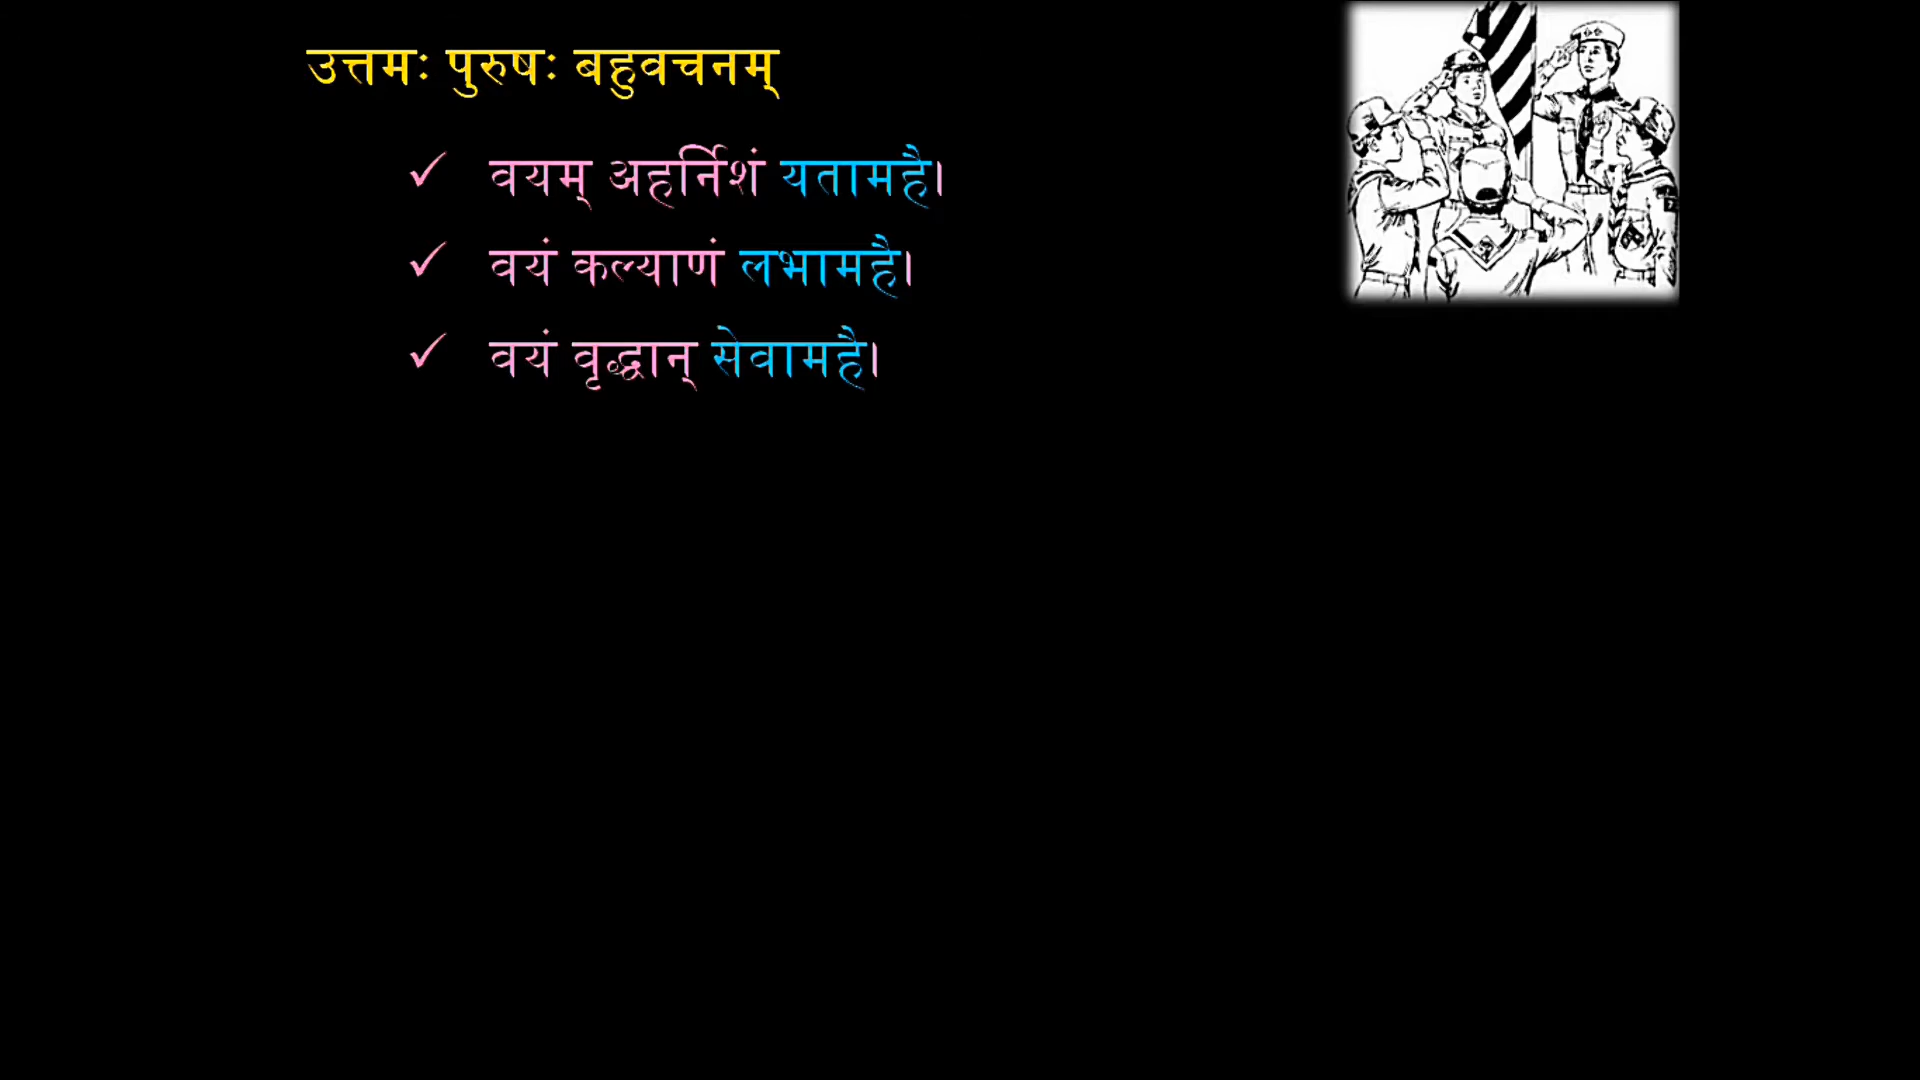 उत्तमः पुरुषः बहुवचनम्
✓ वयम् अहर्निशं यतामहै।
✓ वयं कल्याणं लभामहै।
✓ वयं वृद्धान् सेवामहै।